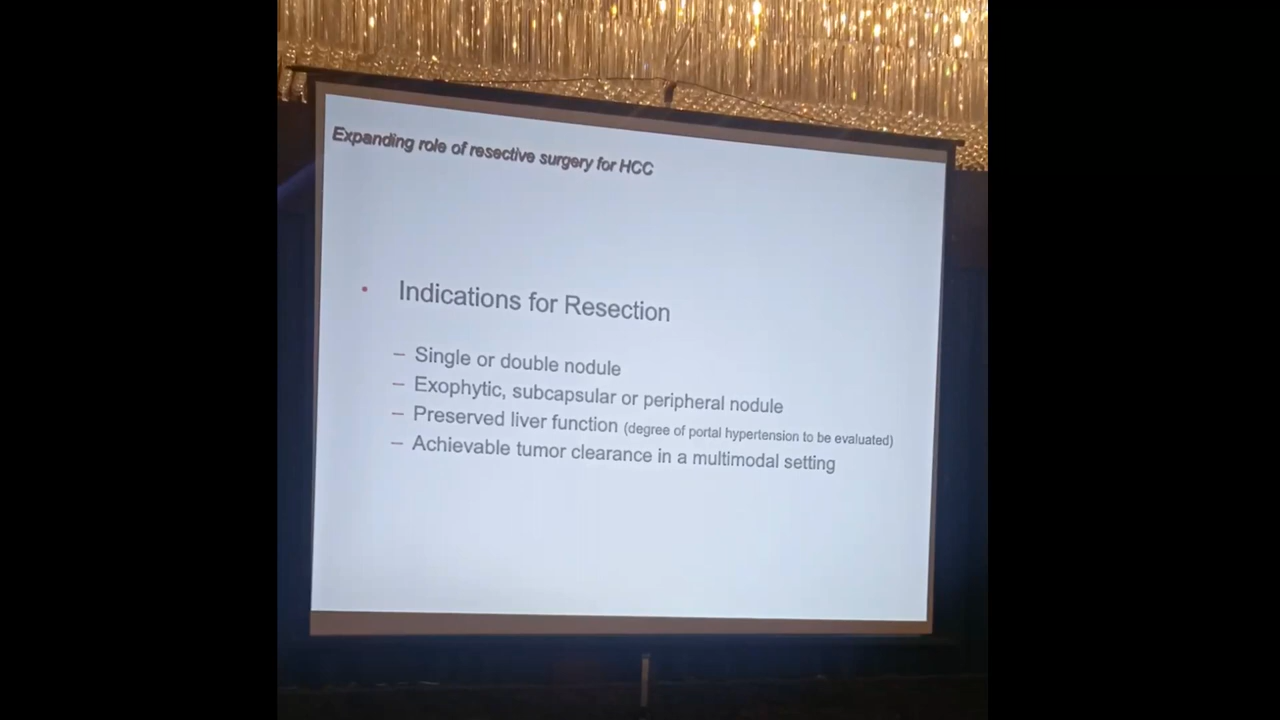 Expanding role of resective surgery for HCC
• Indications for Resection
– Single or double nodule
– Exophytic, subcapsular or peripheral nodule
– Preserved liver function (degree of portal hypertension to be evaluated)
– Achievable tumor clearance in a multimodal setting